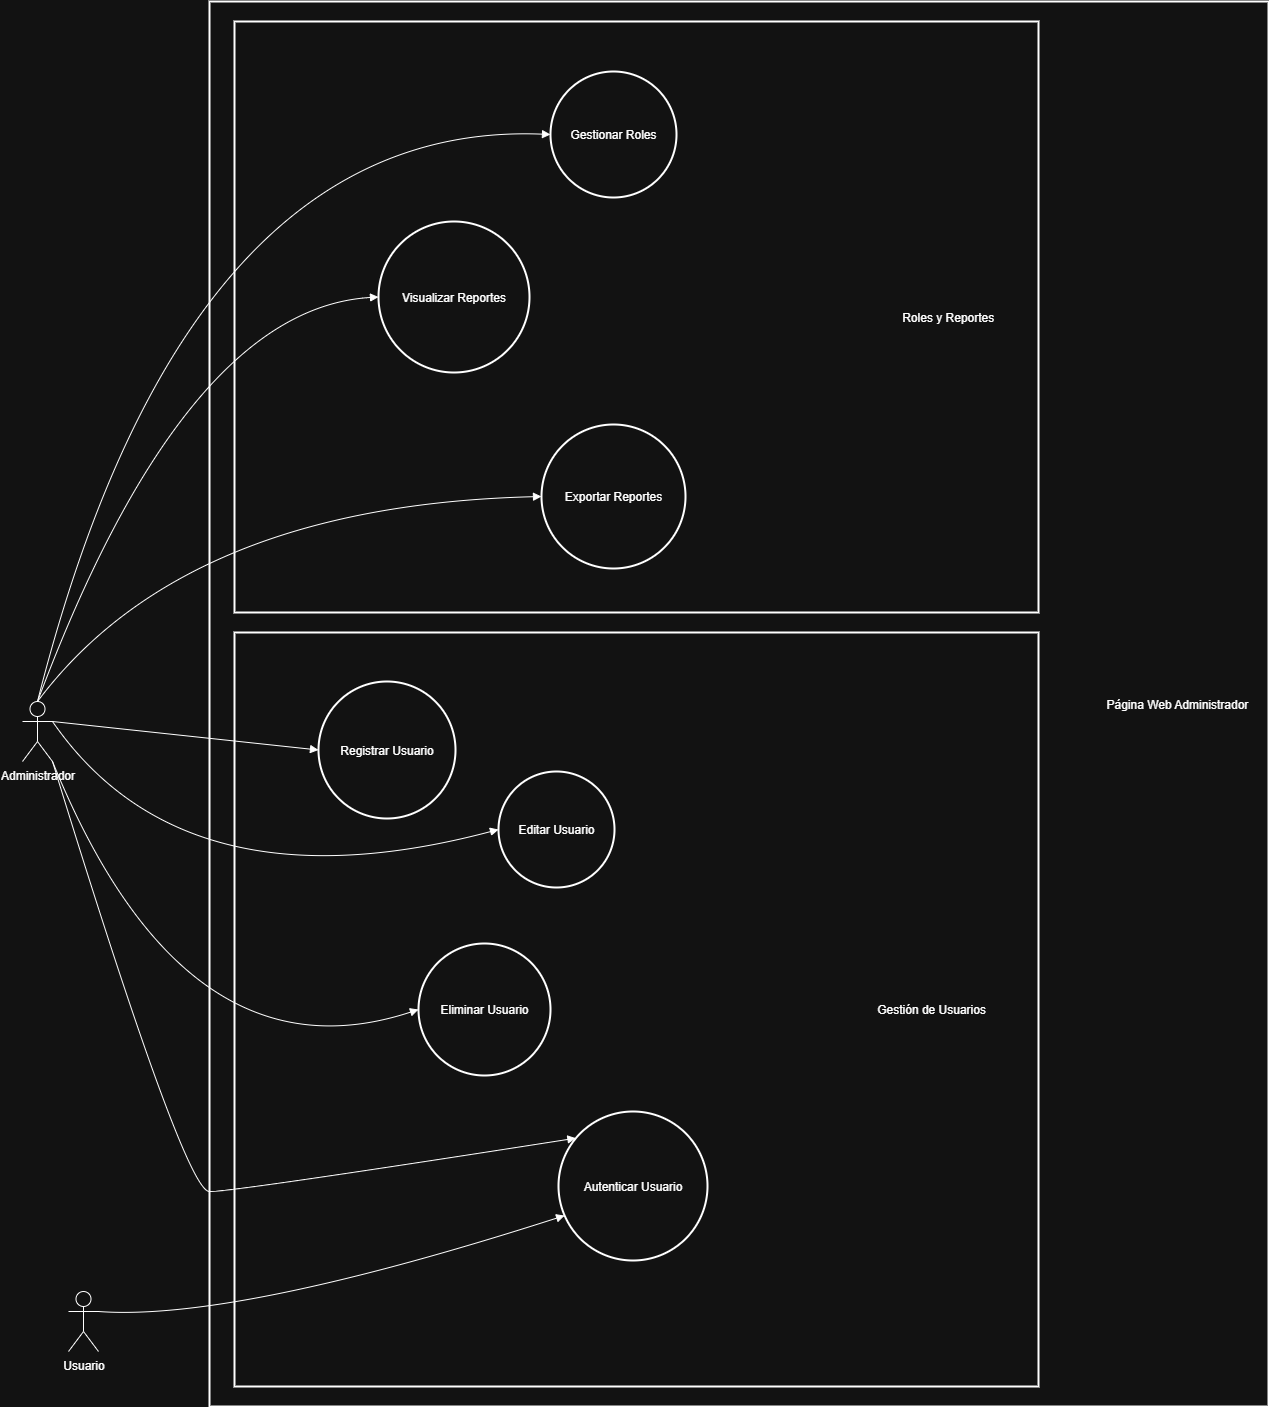 Gestionar Roles
Visualizar Reportes
Roles y Reportes
Exportar Reportes
Página Web Administrador
Registrar Usuario
Administrador
Editar Usuario
Eliminar Usuario
Gestión de Usuarios
Autenticar Usuario
Usuario